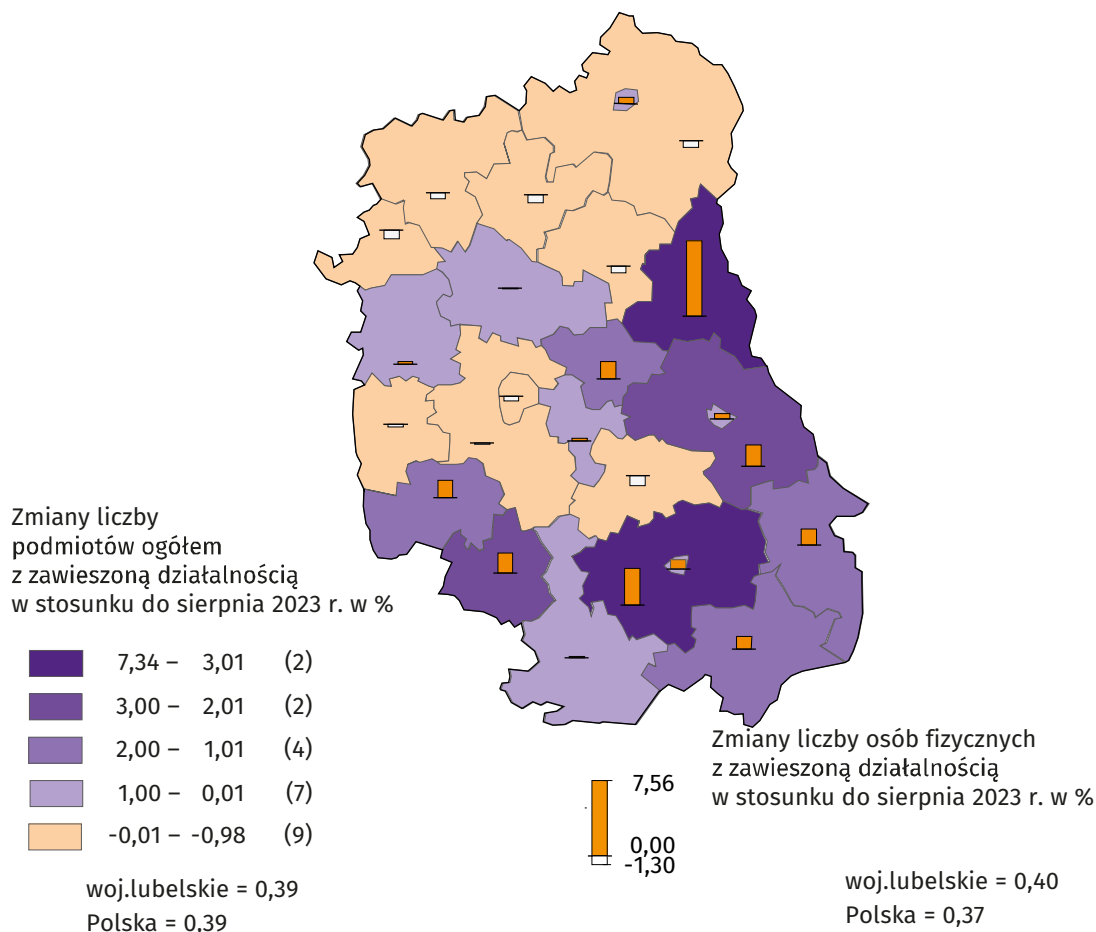 Zmiany liczby
podmiotów ogółem
z zawieszoną działalnością
w stosunku do sierpnia 2023 r. w %
7,34 – 3,01 (2)
3,00 – 2,01 (2)
2,00 – 1,01 (4)
1,00 – 0,01 (7)
-0,01 – -0,98 (9)
woj.lubelskie = 0,39
Polska = 0,39
Zmiany liczby osób fizycznych
z zawieszoną działalnością
w stosunku do sierpnia 2023 r. w %
7,56
0,00
-1,30
woj.lubelskie = 0,40
Polska = 0,37